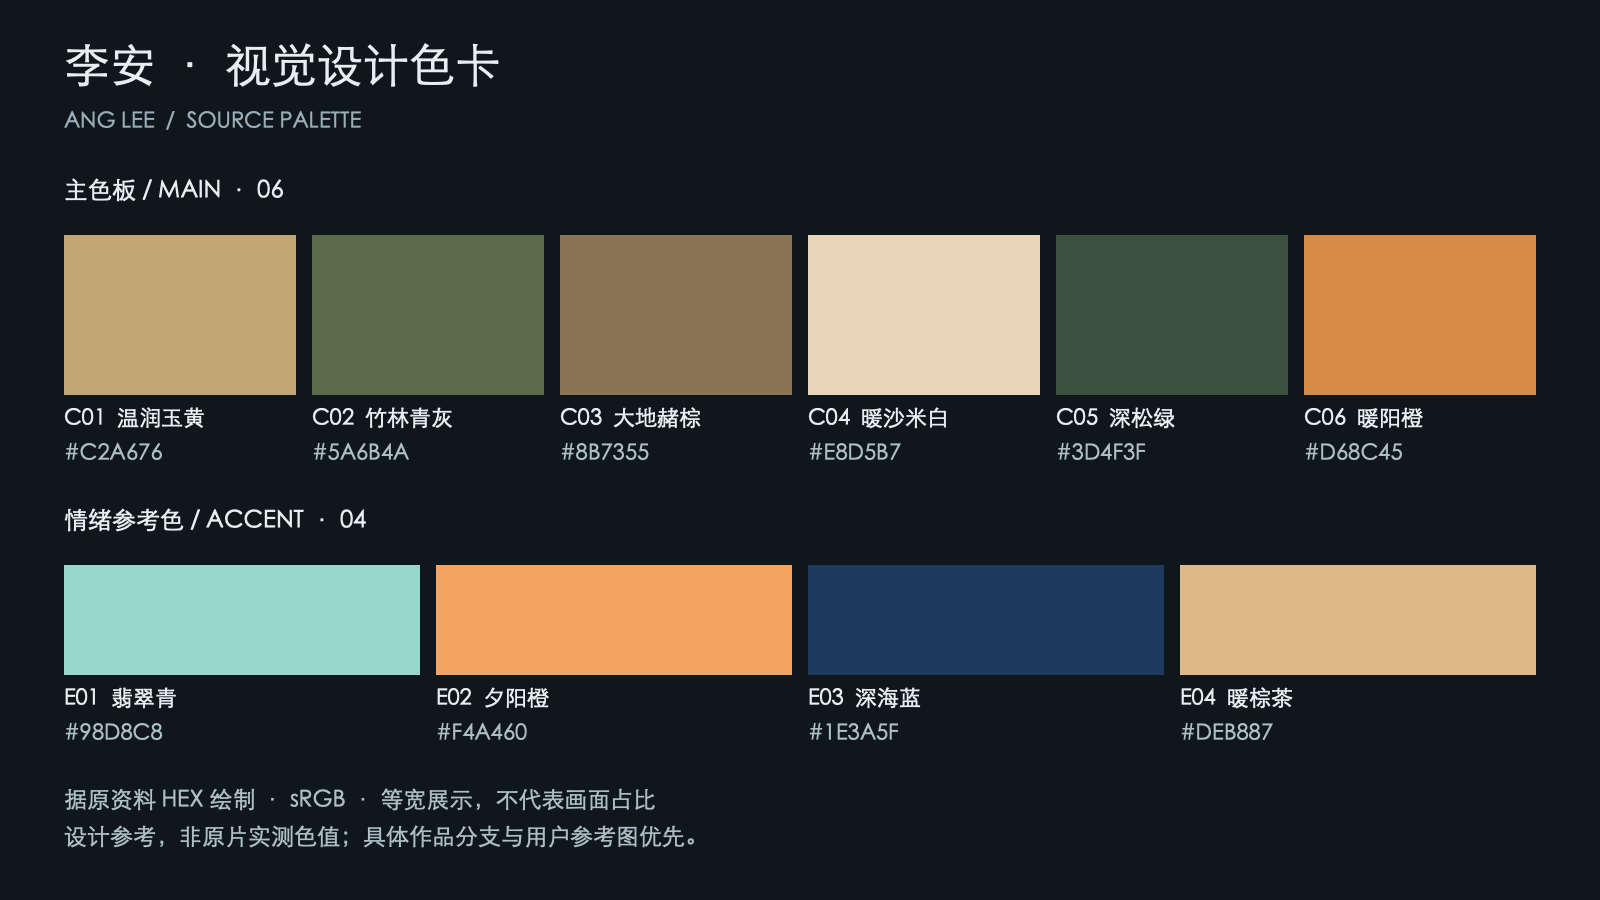 李安 · 视觉设计色卡
ANG LEE / SOURCE PALETTE
主色板 / MAIN · 06
C01 温润玉黄
#C2A676
C02 竹林青灰
#5A6B4A
C03 大地赭棕
#8B7355
C04 暖沙米白
#E8D5B7
C05 深松绿
#3D4F3F
C06 暖阳橙
#D68C45
情绪参考色 / ACCENT · 04
E01 翡翠青
#98D8C8
E02 夕阳橙
#F4A460
E03 深海蓝
#1E3A5F
E04 暖棕茶
#DEB887
据原资料 HEX 绘制 · sRGB · 等宽展示，不代表画面占比
设计参考，非原片实测色值；具体作品分支与用户参考图优先。